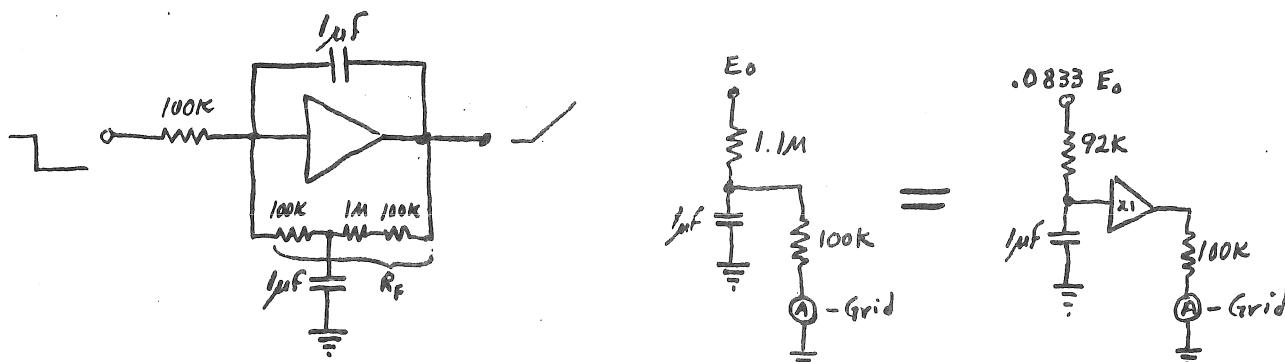 1µf
100K
100K 1M 100K
1µF
R_F
E₀
1.1M
1µF
100K
A - Grid
=
.0833 E₀
92K
x1
1µF
100K
A - Grid